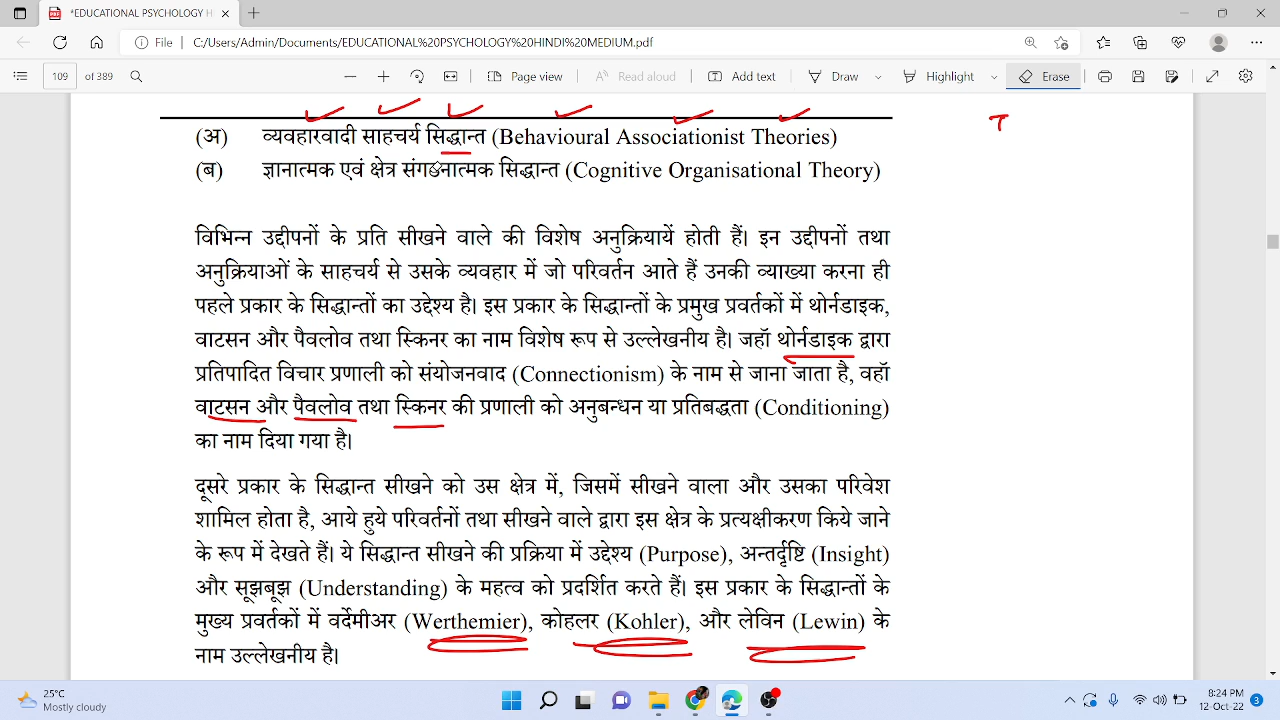 *EDUCATIONAL PSYCHOLOGY H
File C:/Users/Admin/Documents/EDUCATIONAL%20PSYCHOLOGY%20HINDI%20MEDIUM.pdf
109 of 389 Page view Read aloud Add text Draw Highlight Erase
(अ) व्यवहारवादी साहचर्य सिद्धान्त (Behavioural Associationist Theories)
(ब) ज्ञानात्मक एवं क्षेत्र संगठनात्मक सिद्धान्त (Cognitive Organisational Theory)
विभिन्न उद्दीपनों के प्रति सीखने वाले की विशेष अनुक्रियायें होती हैं। इन उद्दीपनों तथा
अनुक्रियाओं के साहचर्य से उसके व्यवहार में जो परिवर्तन आते हैं उनकी व्याख्या करना ही
पहले प्रकार के सिद्धान्तों का उद्देश्य है। इस प्रकार के सिद्धान्तों के प्रमुख प्रवर्तकों में थोर्नडाइक,
वाटसन और पैवलोव तथा स्किनर का नाम विशेष रूप से उल्लेखनीय है। जहॉ थोर्नडाइक द्वारा
प्रतिपादित विचार प्रणाली को संयोजनवाद (Connectionism) के नाम से जाना जाता है, वहॉ
वाटसन और पैवलोव तथा स्किनर की प्रणाली को अनुबन्धन या प्रतिबद्धता (Conditioning)
का नाम दिया गया है।
दूसरे प्रकार के सिद्धान्त सीखने को उस क्षेत्र में, जिसमें सीखने वाला और उसका परिवेश
शामिल होता है, आये हुये परिवर्तनों तथा सीखने वाले द्वारा इस क्षेत्र के प्रत्यक्षीकरण किये जाने
के रूप में देखते हैं। ये सिद्धान्त सीखने की प्रक्रिया में उद्देश्य (Purpose), अन्तर्दृष्टि (Insight)
और सूझबूझ (Understanding) के महत्व को प्रदर्शित करते हैं। इस प्रकार के सिद्धान्तों के
मुख्य प्रवर्तकों में वर्देमीअर (Werthemier), कोहलर (Kohler), और लेविन (Lewin) के
नाम उल्लेखनीय है।
25°C
Mostly cloudy
8:24 PM
12-Oct-22
3